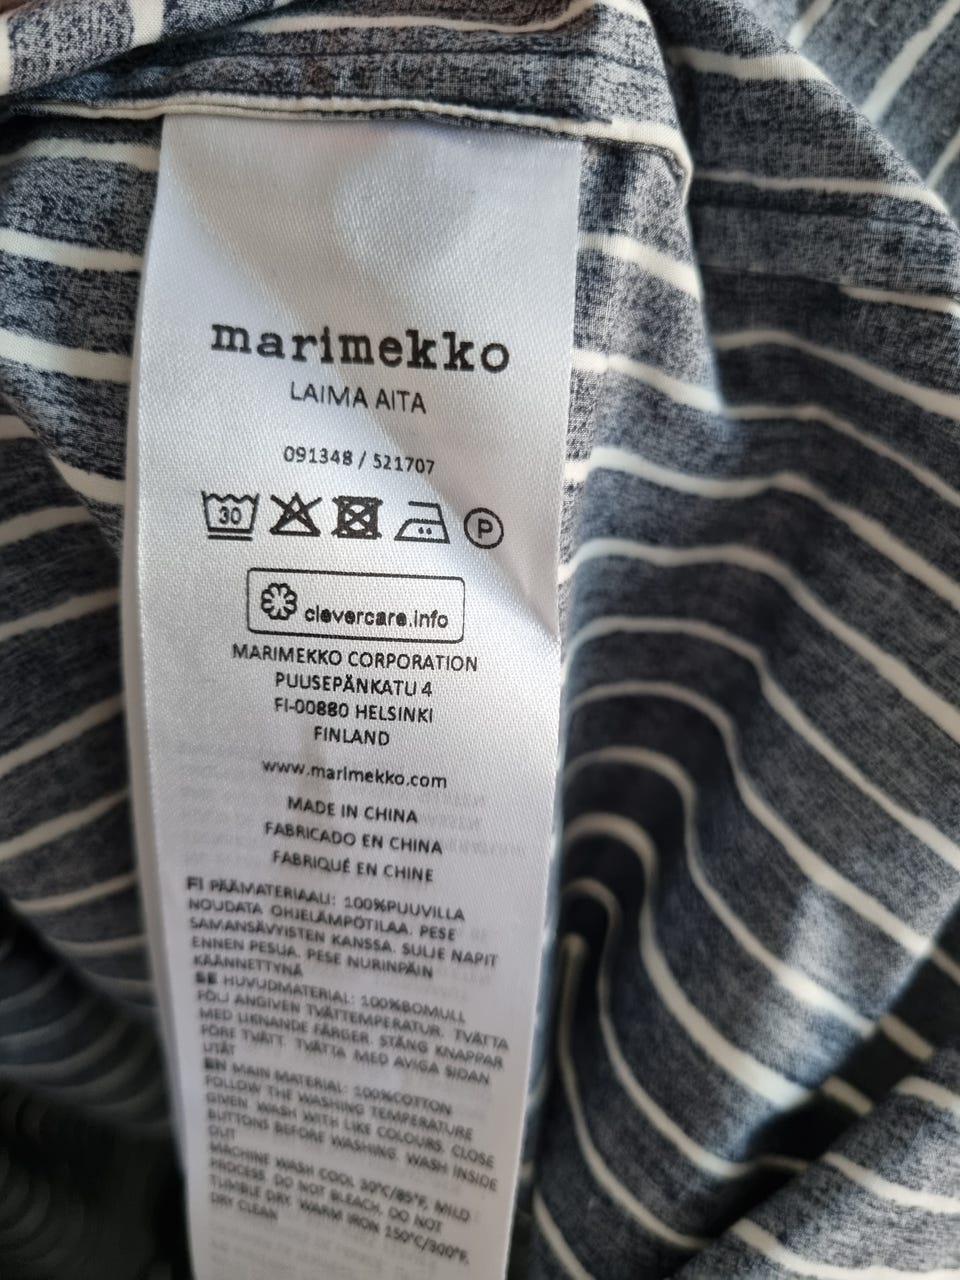 marimekko
LAIMA AITA
091348 / 521707
30
P
clevercare.info
MARIMEKKO CORPORATION
PUUSEPÄNKATU 4
FI-00880 HELSINKI
FINLAND
www.marimekko.com
MADE IN CHINA
FABRICADO EN CHINA
FABRIQUÉ EN CHINE
FI PÄÄMATERIAALI: 100%PUUVILLA
NOUDATA OHJELÄMPÖTILAA. PESE
SAMANSÄVYISTEN KANSSA. SULJE NAPIT
ENNEN PESUA. PESE NURINPÄIN
KÄÄNNETTYNÄ
SE HUVUDMATERIAL: 100%BOMULL
FÖLJ ANGIVEN TVÄTTEMPERATUR. TVÄTTA
MED LIKNANDE FÄRGER. STÄNG KNAPPAR
FÖRE TVÄTT. TVÄTTA MED AVIGA SIDAN
UTÅT
EN MAIN MATERIAL: 100%COTTON
FOLLOW THE WASHING TEMPERATURE
GIVEN. WASH WITH LIKE COLOURS. CLOSE
BUTTONS BEFORE WASHING. WASH INSIDE
OUT
MACHINE WASH COOL 30°C/85°F, MILD
PROCESS. DO NOT BLEACH. DO NOT
TUMBLE DRY. WARM IRON 150°C/300°F.
DRY CLEAN